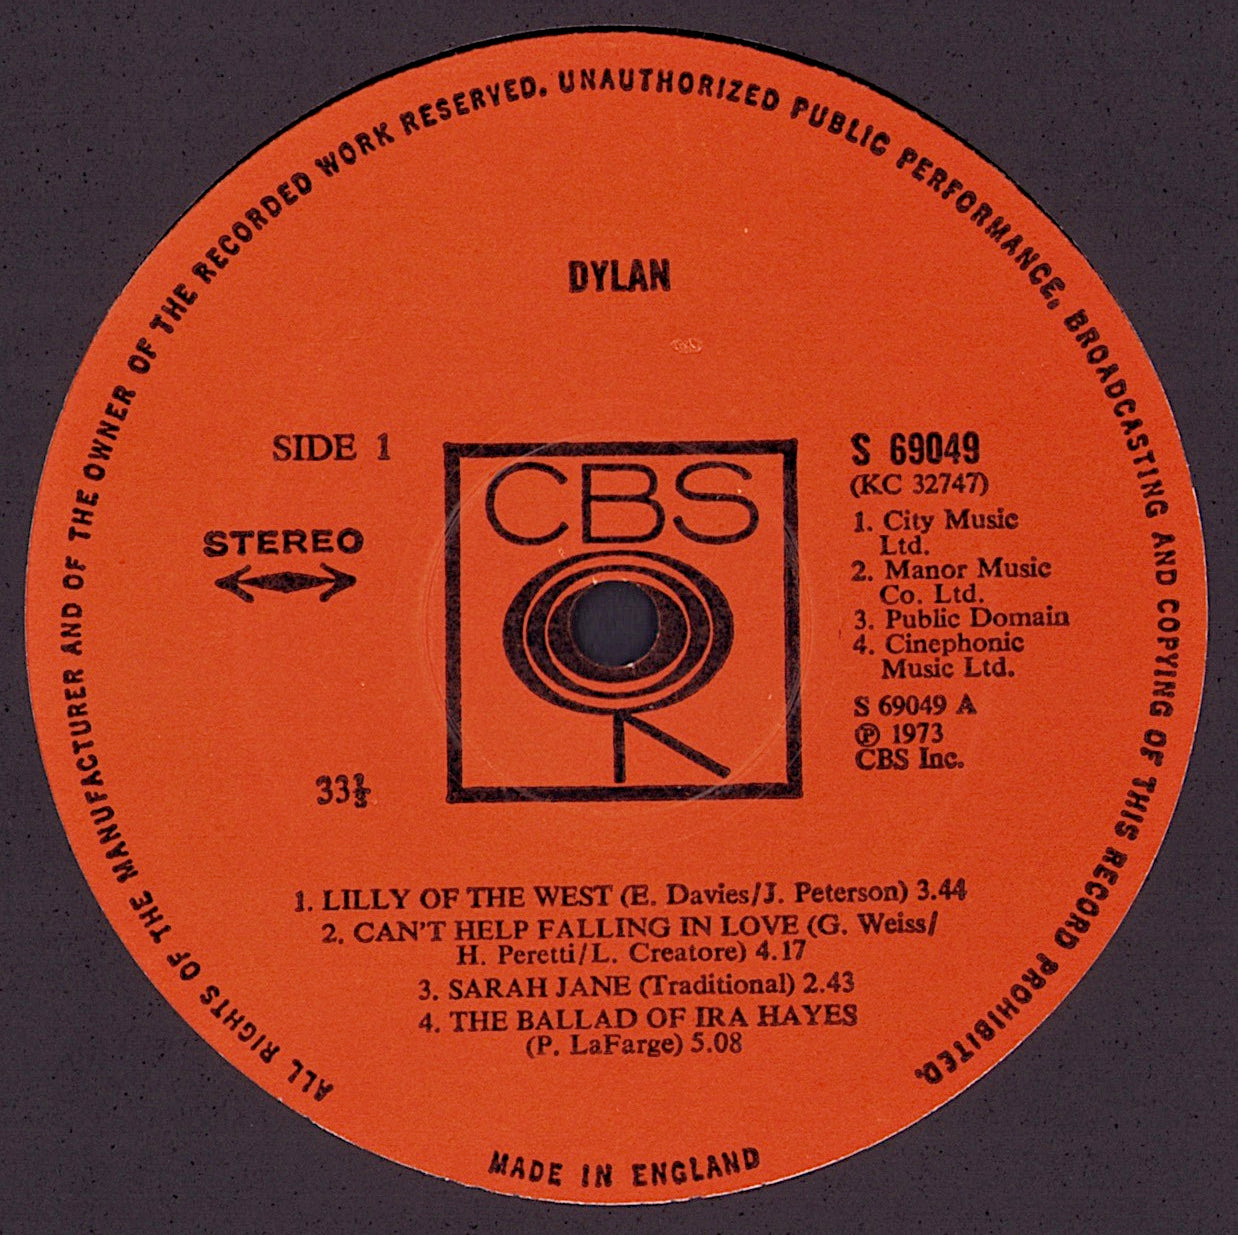 ALL RIGHTS OF THE MANUFACTURER AND OF THE OWNER OF THE RECORDED WORK RESERVED. UNAUTHORIZED PUBLIC PERFORMANCE, BROADCASTING AND COPYING OF THIS RECORD PROHIBITED.
DYLAN
SIDE 1
STEREO
33⅓
CBS
S 69049
(KC 32747)
1. City Music
Ltd.
2. Manor Music
Co. Ltd.
3. Public Domain
4. Cinephonic
Music Ltd.
S 69049 A
℗ 1973
CBS Inc.
1. LILLY OF THE WEST (E. Davies/J. Peterson) 3.44
2. CAN'T HELP FALLING IN LOVE (G. Weiss/
H. Peretti/L. Creatore) 4.17
3. SARAH JANE (Traditional) 2.43
4. THE BALLAD OF IRA HAYES
(P. LaFarge) 5.08
MADE IN ENGLAND